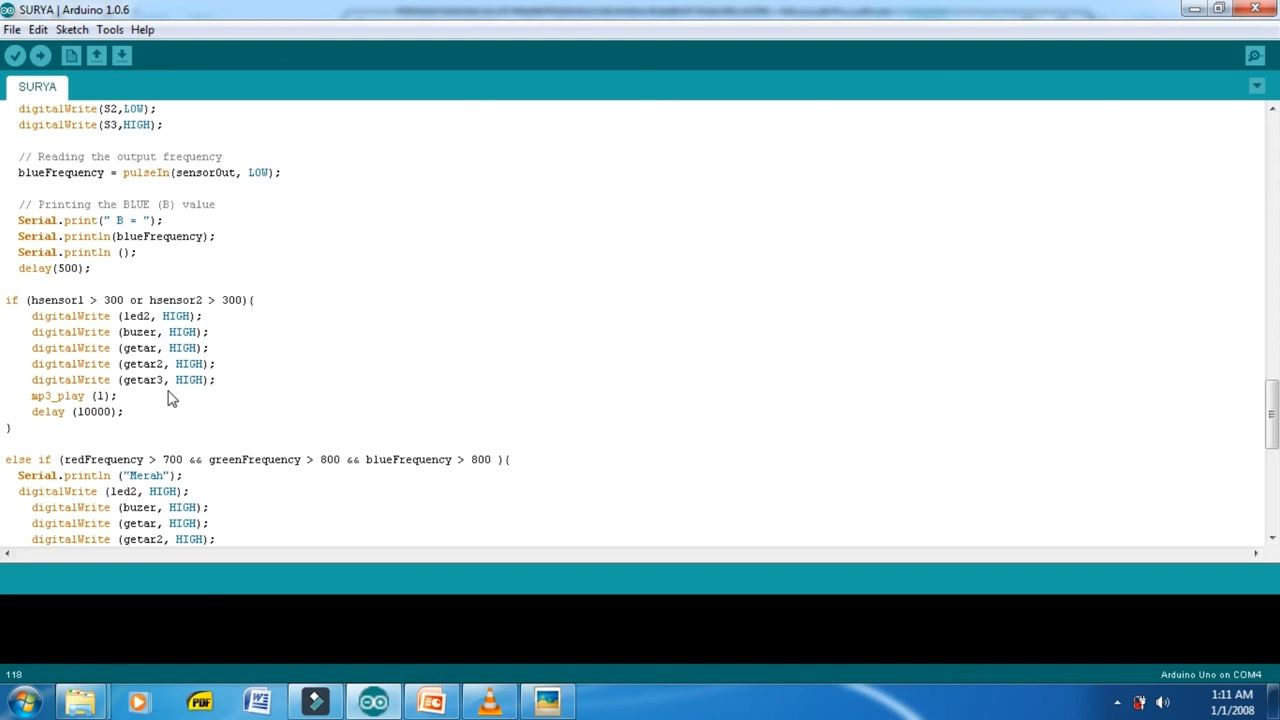 SURYA | Arduino 1.0.6
File Edit Sketch Tools Help
SURYA
digitalWrite(S2,LOW);
digitalWrite(S3,HIGH);
// Reading the output frequency
blueFrequency = pulseIn(sensorOut, LOW);
// Printing the BLUE (B) value
Serial.print(" B = ");
Serial.println(blueFrequency);
Serial.println ();
delay(500);
if (hsensor1 > 300 or hsensor2 > 300){
digitalWrite (led2, HIGH);
digitalWrite (buzer, HIGH);
digitalWrite (getar, HIGH);
digitalWrite (getar2, HIGH);
digitalWrite (getar3, HIGH);
mp3_play (1);
delay (10000);
}
else if (redFrequency > 700 && greenFrequency > 800 && blueFrequency > 800 ){
Serial.println ("Merah");
digitalWrite (led2, HIGH);
digitalWrite (buzer, HIGH);
digitalWrite (getar, HIGH);
digitalWrite (getar2, HIGH);
118 Arduino Uno on COM4
PDF
1:11 AM
1/1/2008